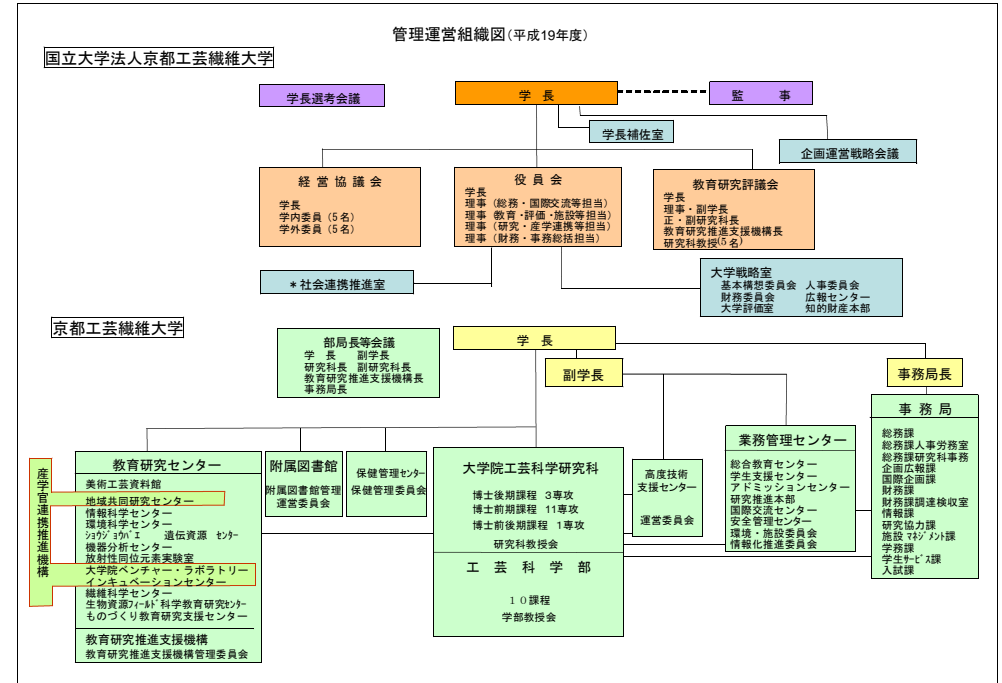 管理運営組織図(平成19年度)
国立大学法人京都工芸繊維大学
学長選考会議
学 長
監 事
学長補佐室
企画運営戦略会議
経 営 協 議 会
学長
学内委員(5名)
学外委員(5名)
役 員 会
学長
理事(総務・国際交流等担当)
理事(教育・評価・施設等担当)
理事(研究・産学連携等担当)
理事(財務・事務総括担当)
教育研究評議会
学長
理事・副学長
正・副研究科長
教育研究推進支援機構長
研究科教授(5名)
*社会連携推進室
大学戦略室
基本構想委員会 人事委員会
財務委員会 広報センター
大学評価室 知的財産本部
京都工芸繊維大学
部局長等会議
学 長 副学長
研究科長 副研究科長
教育研究推進支援機構長
事務局長
学 長
副学長
事務局長
産学官連携推進機構
教育研究センター
美術工芸資料館
地域共同研究センター
情報科学センター
環境科学センター
ショウジョウバエ 遺伝資源 センター
機器分析センター
放射性同位元素実験室
大学院ベンチャー・ラボラトリー
インキュベーションセンター
繊維科学センター
生物資源フィールド科学教育研究センター
ものづくり教育研究支援センター
教育研究推進支援機構
教育研究推進支援機構管理委員会
附属図書館
附属図書館管理
運営委員会
保健管理センター
保健管理委員会
大学院工芸科学研究科
博士後期課程 3専攻
博士前期課程 11専攻
博士前後期課程 1専攻
研究科教授会
工 芸 科 学 部
10課程
学部教授会
高度技術
支援センター
運営委員会
業務管理センター
総合教育センター
学生支援センター
アドミッションセンター
研究推進本部
国際交流センター
安全管理センター
環境・施設委員会
情報化推進委員会
事 務 局
総務課
総務課人事労務室
総務課研究科事務
企画広報課
国際企画課
財務課
財務課調達検収室
情報課
研究協力課
施設マネジメント課
学務課
学生サービス課
入試課